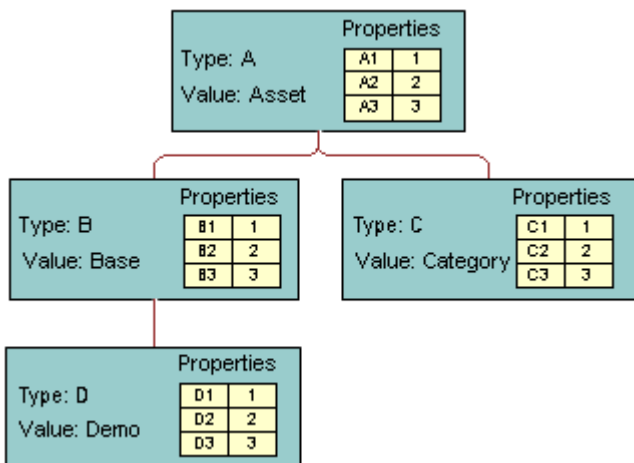 Properties
Type: A
Value: Asset
A1 1
A2 2
A3 3
Properties
Type: B
Value: Base
B1 1
B2 2
B3 3
Properties
Type: C
Value: Category
C1 1
C2 2
C3 3
Properties
Type: D
Value: Demo
D1 1
D2 2
D3 3